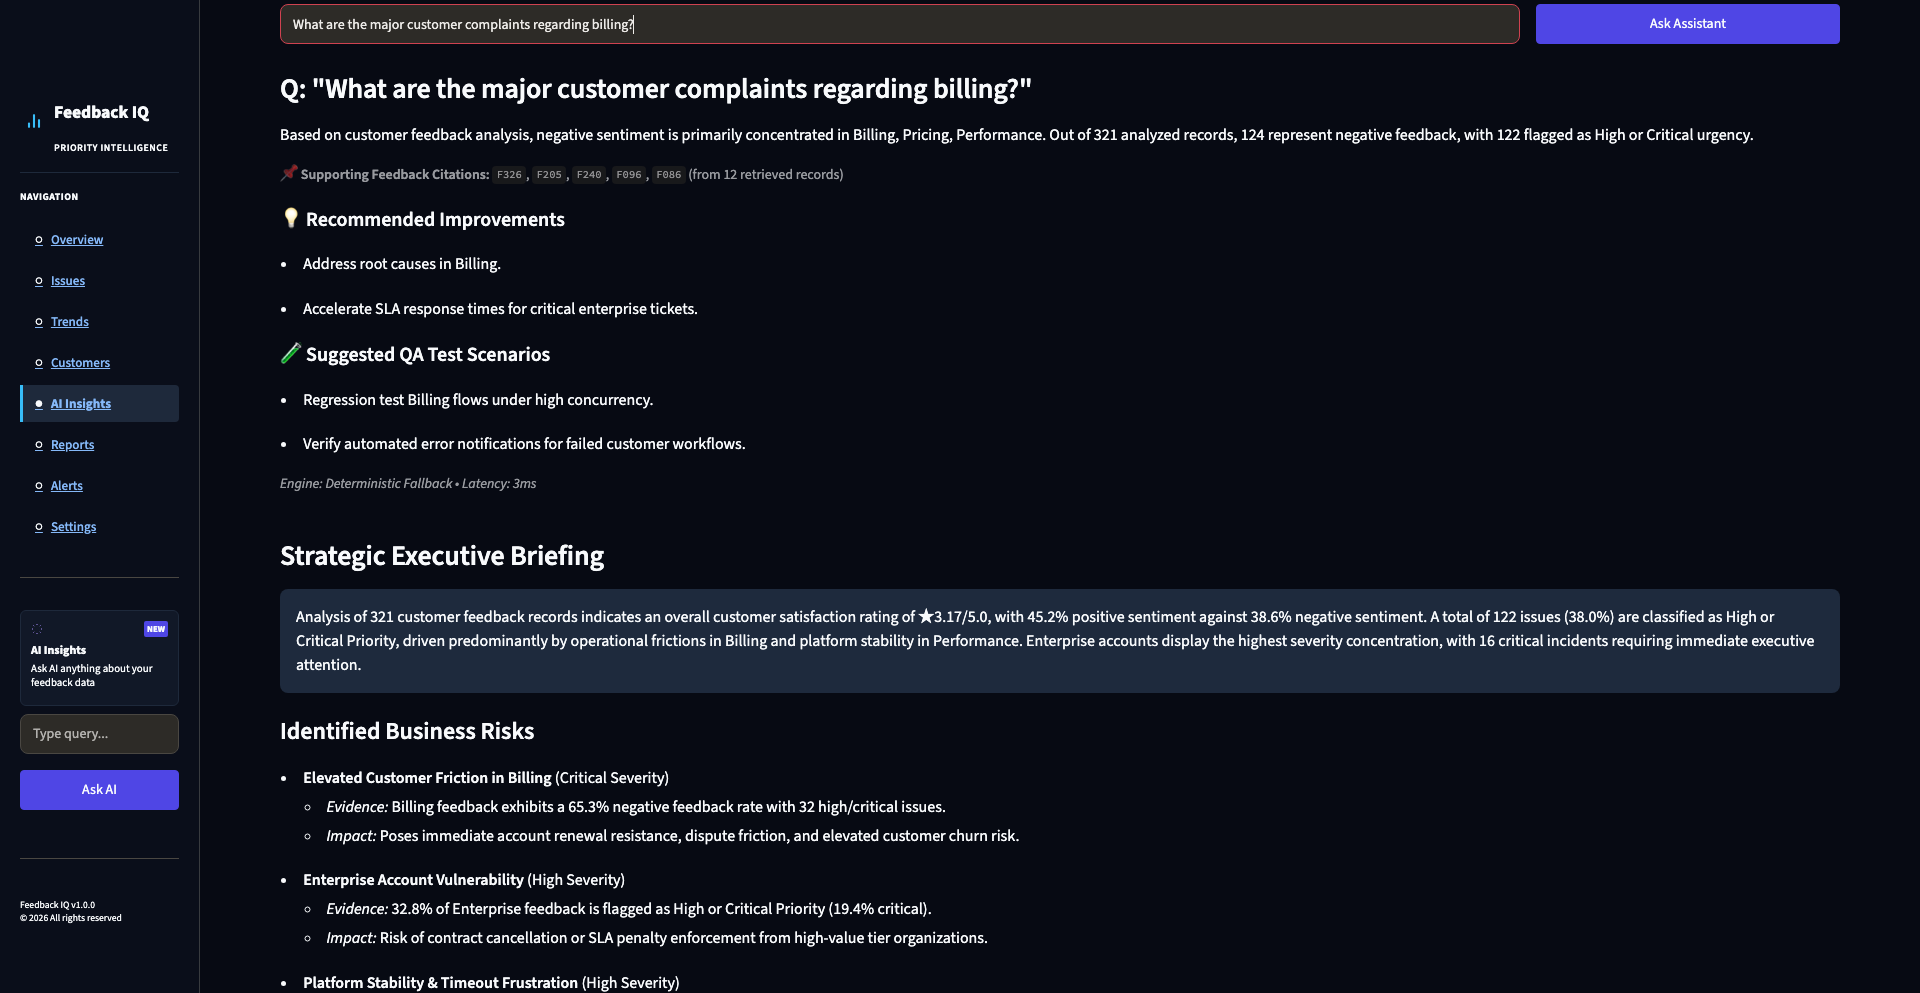 What are the major customer complaints regarding billing?
Ask Assistant
Feedback IQ
PRIORITY INTELLIGENCE
NAVIGATION
Overview
Issues
Trends
Customers
AI Insights
Reports
Alerts
Settings
NEW
AI Insights
Ask AI anything about your
feedback data
Type query...
Ask AI
Feedback IQ v1.0.0
© 2026 All rights reserved
Q: "What are the major customer complaints regarding billing?"
Based on customer feedback analysis, negative sentiment is primarily concentrated in Billing, Pricing, Performance. Out of 321 analyzed records, 124 represent negative feedback, with 122 flagged as High or Critical urgency.
📌 Supporting Feedback Citations: F326, F205, F240, F096, F086 (from 12 retrieved records)
💡 Recommended Improvements
• Address root causes in Billing.
• Accelerate SLA response times for critical enterprise tickets.
🧪 Suggested QA Test Scenarios
• Regression test Billing flows under high concurrency.
• Verify automated error notifications for failed customer workflows.
Engine: Deterministic Fallback • Latency: 3ms
Strategic Executive Briefing
Analysis of 321 customer feedback records indicates an overall customer satisfaction rating of ★3.17/5.0, with 45.2% positive sentiment against 38.6% negative sentiment. A total of 122 issues (38.0%) are classified as High or
Critical Priority, driven predominantly by operational frictions in Billing and platform stability in Performance. Enterprise accounts display the highest severity concentration, with 16 critical incidents requiring immediate executive
attention.
Identified Business Risks
• Elevated Customer Friction in Billing (Critical Severity)
◦ Evidence: Billing feedback exhibits a 65.3% negative feedback rate with 32 high/critical issues.
◦ Impact: Poses immediate account renewal resistance, dispute friction, and elevated customer churn risk.
• Enterprise Account Vulnerability (High Severity)
◦ Evidence: 32.8% of Enterprise feedback is flagged as High or Critical Priority (19.4% critical).
◦ Impact: Risk of contract cancellation or SLA penalty enforcement from high-value tier organizations.
• Platform Stability & Timeout Frustration (High Severity)